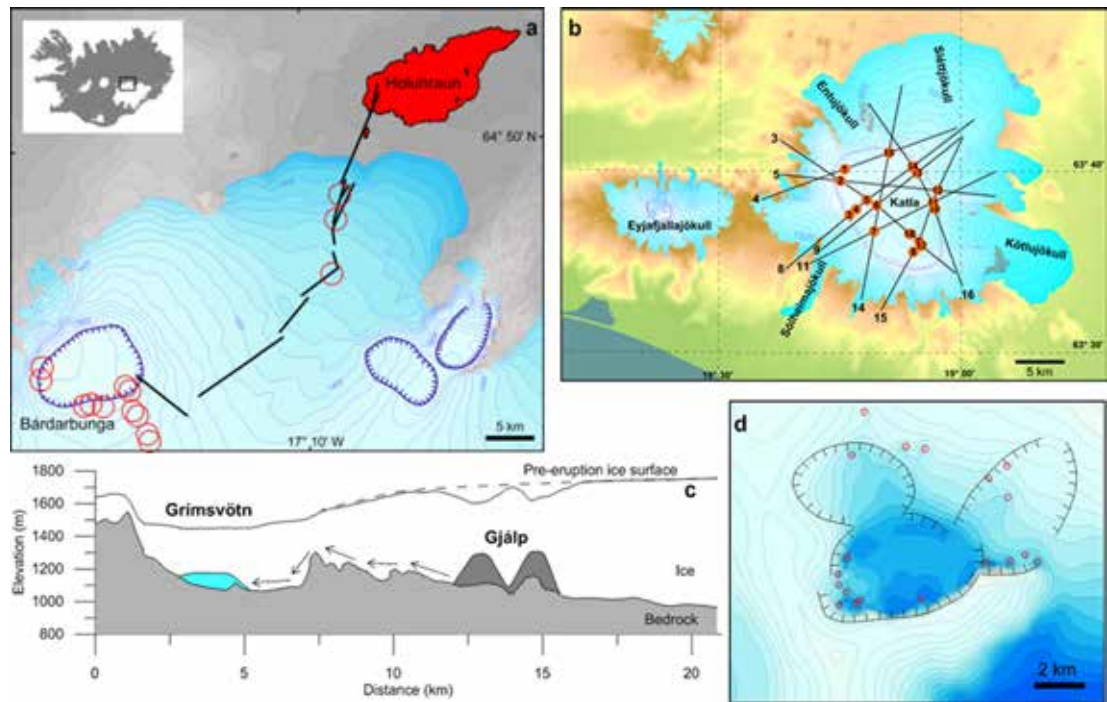 a
Holuhraun
64° 50' N
Bárdarbunga
17° 10' W
5 km
b
Entujökull
Sléttjökull
3
63° 40'
5
4
Katla
Eyjafjallajökull
9
8
11
Kötlujökull
14
15
16
63° 30'
19° 30'
19° 00'
5 km
1800
1600
1400
1200
1000
800
Elevation (m)
Pre-eruption ice surface
c
Grímsvötn
Gjálp
Ice
Bedrock
0
5
10
15
20
Distance (km)
d
2 km